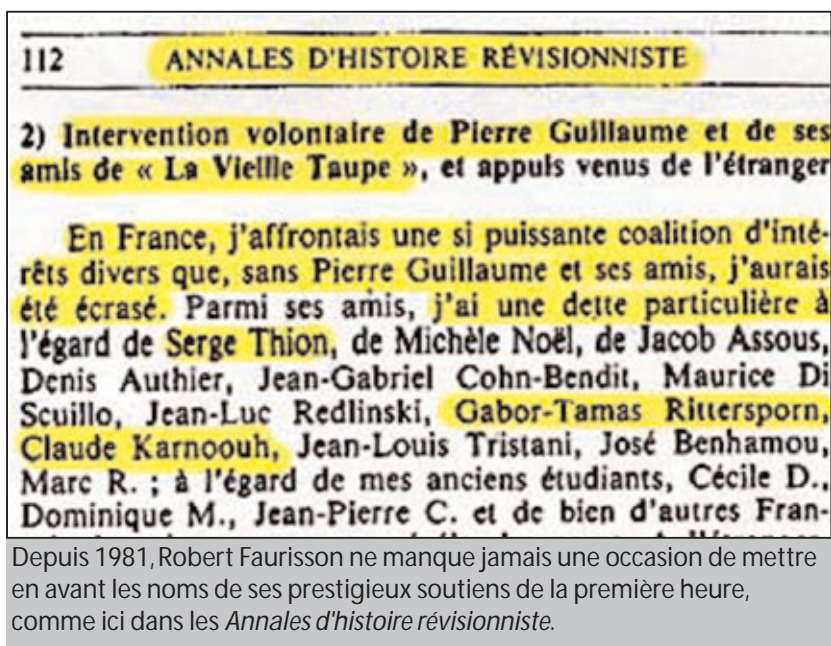 112 ANNALES D'HISTOIRE RÉVISIONNISTE
2) Intervention volontaire de Pierre Guillaume et de ses
amis de « La Vieille Taupe », et appuis venus de l'étranger
En France, j'affrontais une si puissante coalition d'inté-
rêts divers que, sans Pierre Guillaume et ses amis, j'aurais
été écrasé. Parmi ses amis, j'ai une dette particulière à
l'égard de Serge Thion, de Michèle Noël, de Jacob Assous,
Denis Authier, Jean-Gabriel Cohn-Bendit, Maurice Di
Scuillo, Jean-Luc Redlinski, Gabor-Tamas Rittersporn,
Claude Karnoouh, Jean-Louis Tristani, José Benhamou,
Marc R. ; à l'égard de mes anciens étudiants, Cécile D.,
Dominique M., Jean-Pierre C. et de bien d'autres Fran-
Depuis 1981, Robert Faurisson ne manque jamais une occasion de mettre
en avant les noms de ses prestigieux soutiens de la première heure,
comme ici dans les Annales d'histoire révisionniste.